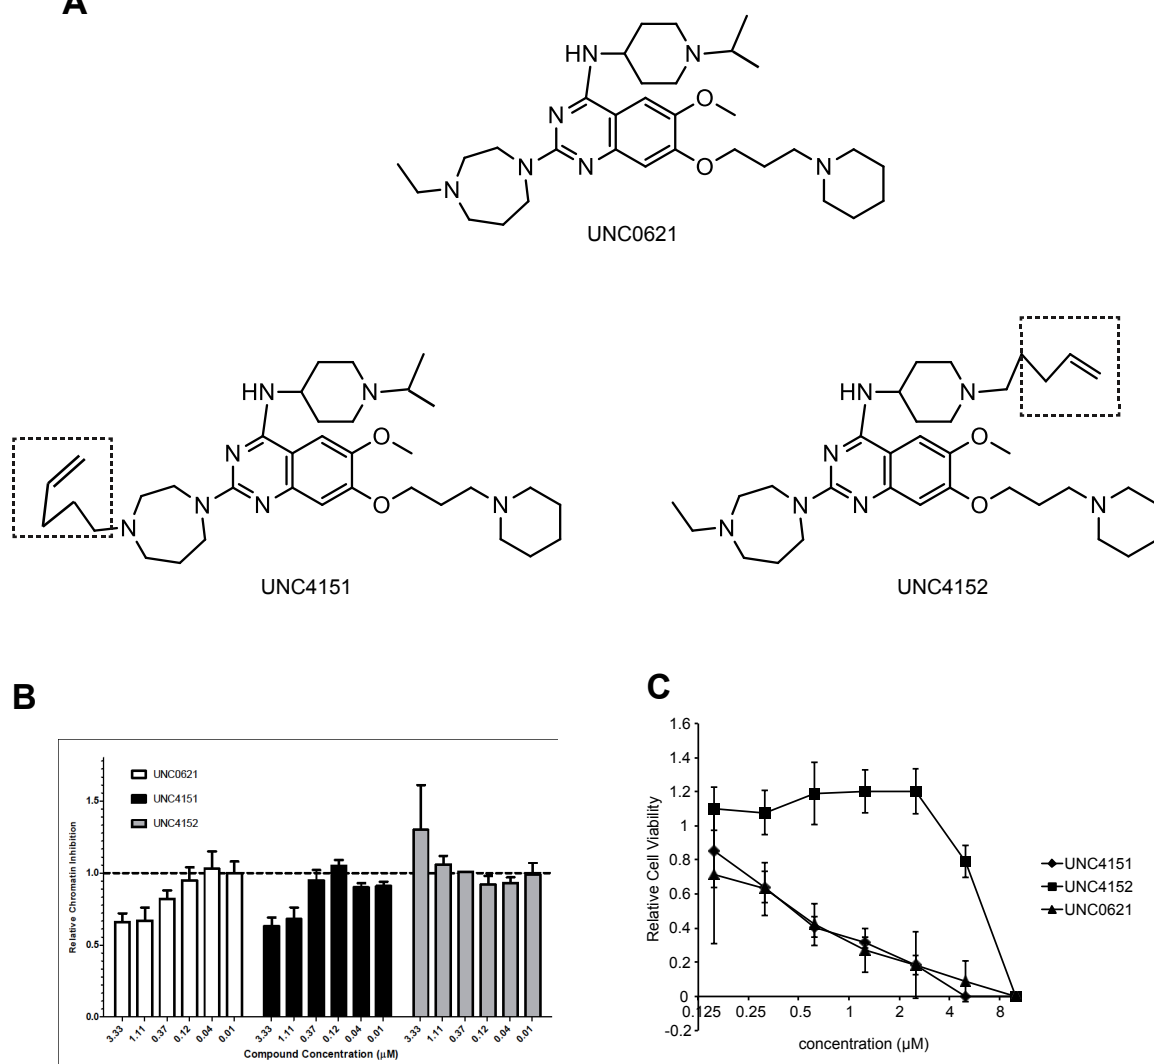 A
HN
N
N
O
N
N
N
O
N
UNC0621
HN
N
N
O
N
N
N
O
N
UNC4151
HN
N
N
O
N
N
N
O
N
UNC4152
B
UNC0621
UNC4151
UNC4152
Relative Chromatin Inhibition
1.5
1.0
0.5
0.0
3.33 1.11 0.37 0.12 0.04 0.01 3.33 1.11 0.37 0.12 0.04 0.01 3.33 1.11 0.37 0.12 0.04 0.01
Compound Concentration (µM)
C
Relative Cell Viability
1.6
1.4
1.2
1
0.8
0.6
0.4
0.2
0
-0.2
0.125 0.25 0.5 1 2 4 8
concentration (µM)
UNC4151
UNC4152
UNC0621